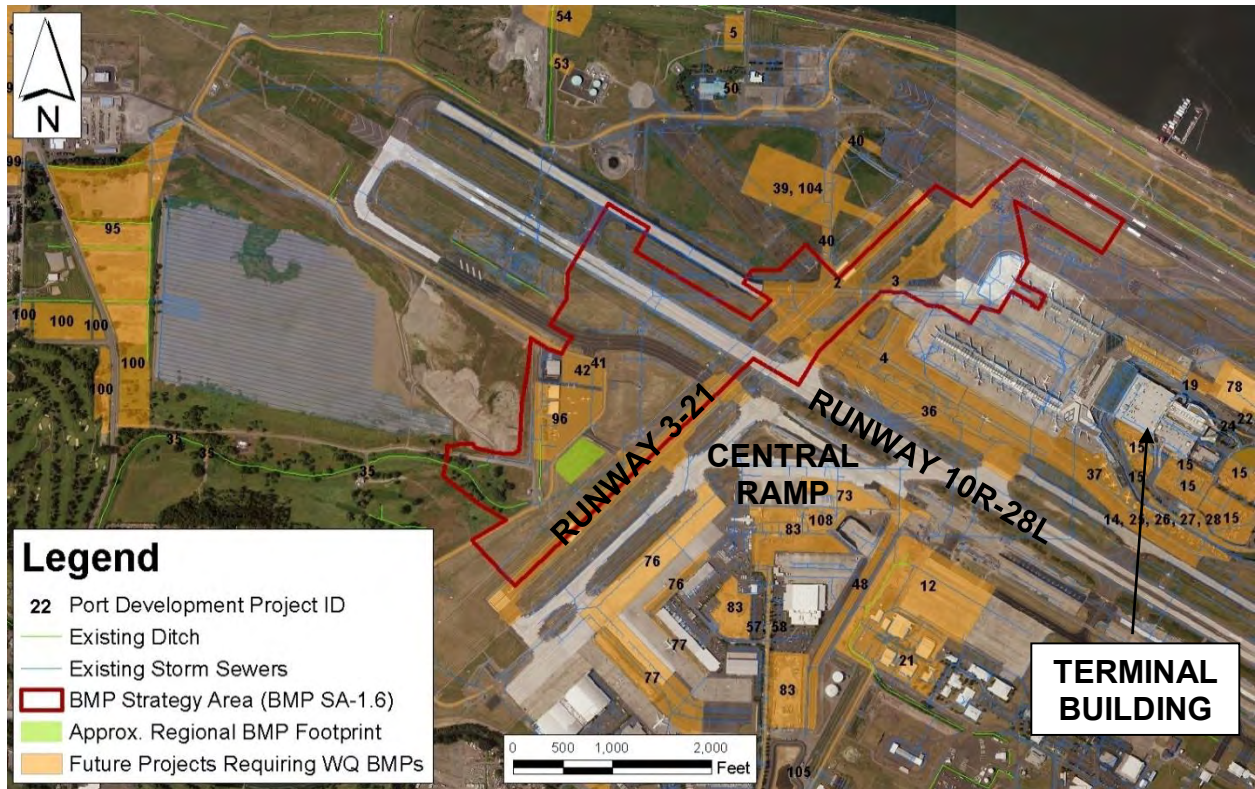 N
54
5
53
50
40
39, 104
99
95
40
2
3
100 100 100
100
100
42 41
4
36
96
19
78
24 22
35
35
RUNWAY 3-21
RUNWAY 10R-28L
CENTRAL
RAMP
15
15
15
15
15
37
14, 25, 26, 27, 28
15
73
108
83
76
76
48
12
83
57, 58
77
77
21
83
105
TERMINAL
BUILDING
Legend
22 Port Development Project ID
Existing Ditch
Existing Storm Sewers
BMP Strategy Area (BMP SA-1.6)
Approx. Regional BMP Footprint
Future Projects Requiring WQ BMPs
0 500 1,000 2,000
Feet